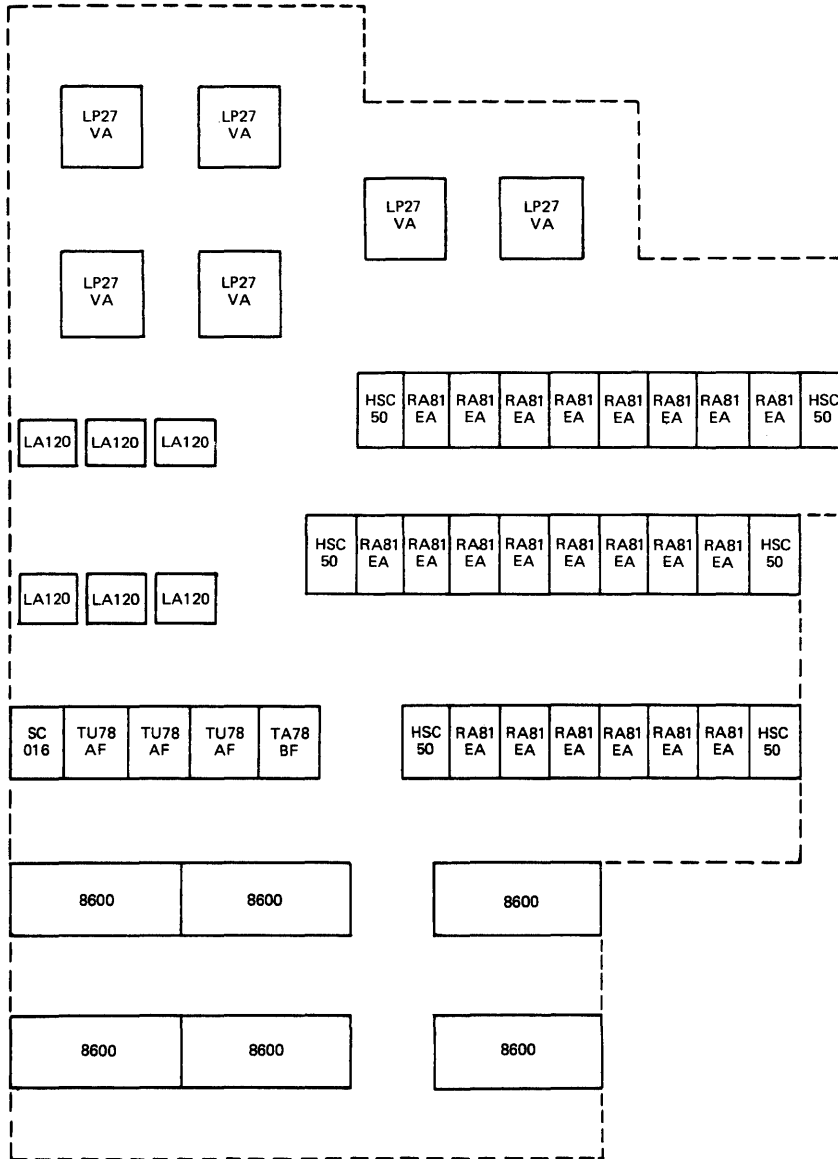 LP27 LP27
VA VA
LP27 LP27
VA VA
LP27 LP27
VA VA
HSC RA81 RA81 RA81 RA81 RA81 RA81 RA81 RA81 HSC
50 EA EA EA EA EA EA EA EA 50
LA120 LA120 LA120
HSC RA81 RA81 RA81 RA81 RA81 RA81 RA81 RA81 HSC
50 EA EA EA EA EA EA EA EA 50
LA120 LA120 LA120
SC TU78 TU78 TU78 TA78
016 AF AF AF BF
HSC RA81 RA81 RA81 RA81 RA81 RA81 HSC
50 EA EA EA EA EA EA 50
8600 8600 8600
8600 8600 8600